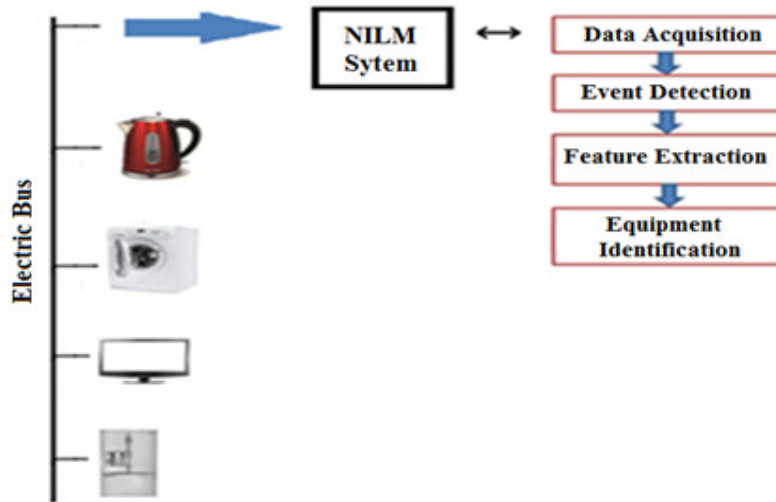 NILM
Sytem
Data Acquisition
Event Detection
Feature Extraction
Equipment
Identification
Electric Bus